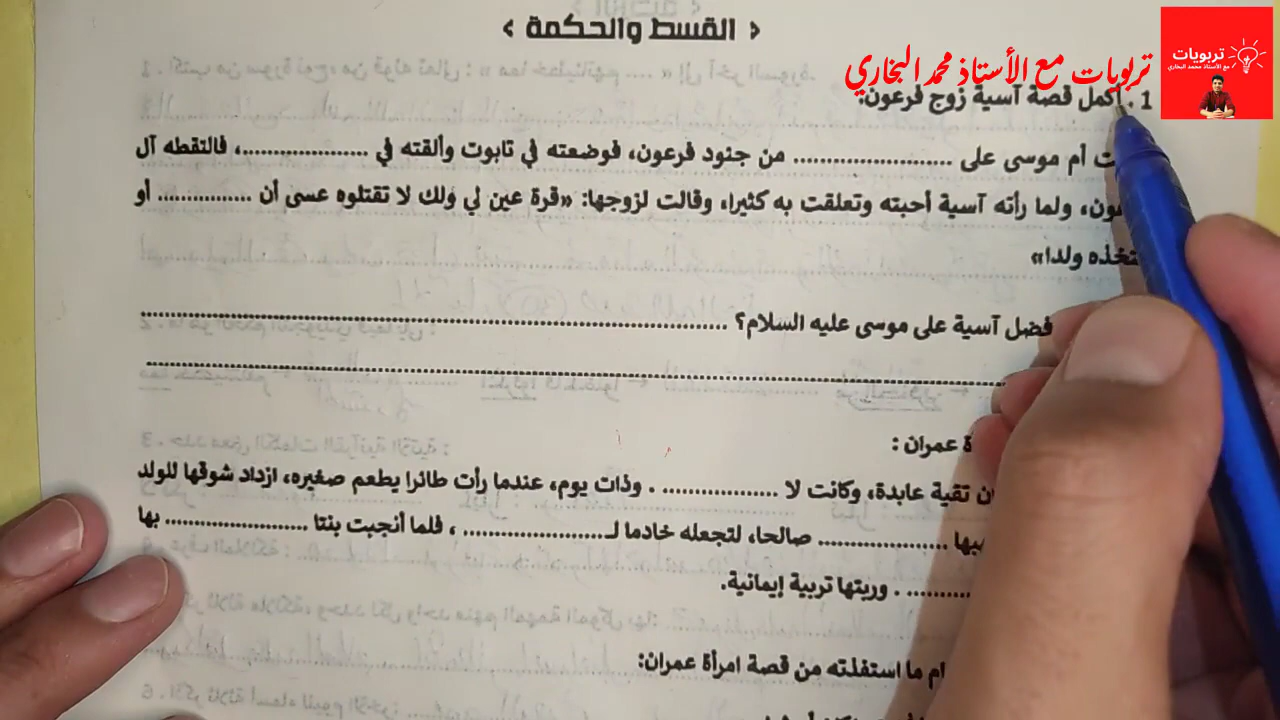 ‹ القسط والحكمة ›
تربويات
مع الأستاذ محمد البخاري
تربويات مع الأستاذ محمد البخاري
1 . أكمل قصة آسية زوج فرعون:
أم موسى على ........................ من جنود فرعون، فوضعته في تابوت وألقته في ...................، فالتقطه آل
ولما رأته آسية أحبته وتعلقت به كثيرا، وقالت لزوجها: «قرة عين لي ولك لا تقتلوه عسى أن ............... أو
ولدا»
فضل آسية على موسى عليه السلام؟ ........................
........................
عمران :
تقية عابدة، وكانت لا .................. . وذات يوم، عندما رأت طائرا يطعم صغيره، ازداد شوقها للولد
.................... صالحا، لتجعله خادما لـ...................... ، فلما أنجبت بنتا ...................... بها
........... . وربتها تربية إيمانية.
ما استفدته من قصة امرأة عمران: